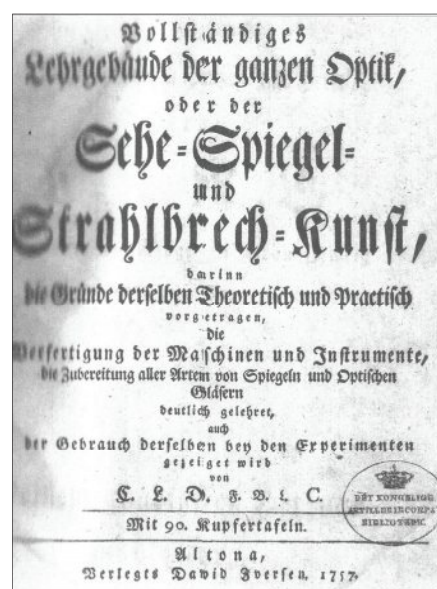 Vollständiges
Lehrgebäude der ganzen Optik,
oder der
Sehe-Spiegel-
und
Strahlbrech-Kunst,
darinn
die Gründe derselben Theoretisch und Practisch
vorgetragen,
die
Verfertigung der Maschinen und Instrumente,
die Zubereitung aller Arten von Spiegeln und Optischen
Gläsern
deutlich gelehret,
auch
der Gebrauch derselben bey den Experimenten
gezeiget wird
von
C. L. D. F. B. L. C.
Mit 90. Kupfertafeln.
Altona,
Verlegts David Iversen. 1757.
DET KONGELIGE
BIBLIOTHEK